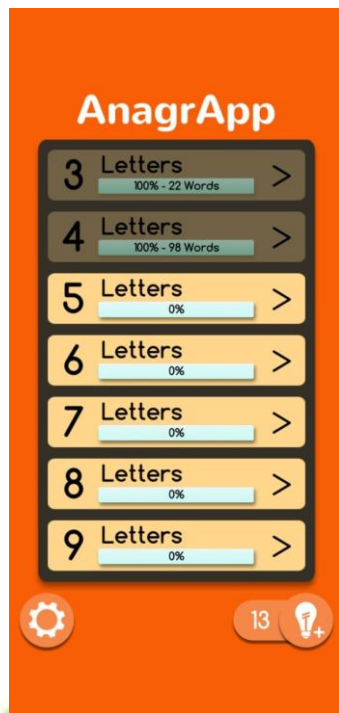 AnagrApp
3 Letters >
100% - 22 Words
4 Letters >
100% - 98 Words
5 Letters >
0%
6 Letters >
0%
7 Letters >
0%
8 Letters >
0%
9 Letters >
0%
13 +